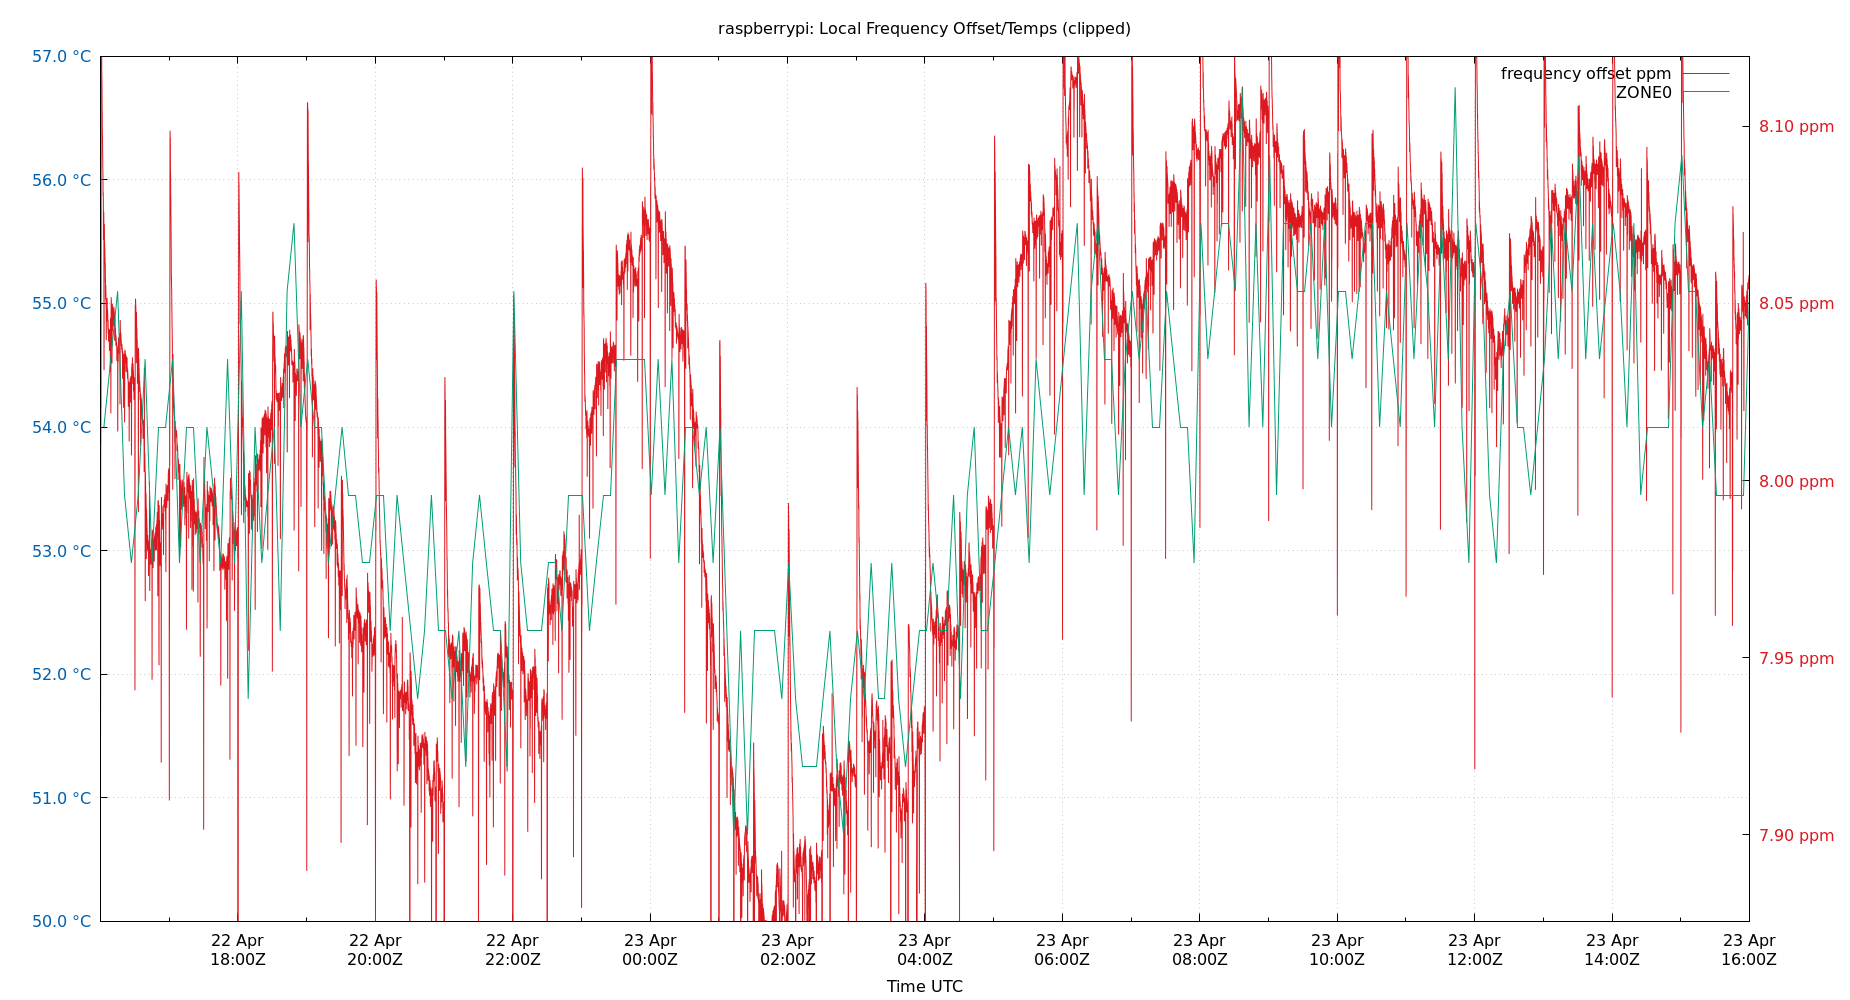 raspberrypi: Local Frequency Offset/Temps (clipped)
57.0 °C
56.0 °C
55.0 °C
54.0 °C
53.0 °C
52.0 °C
51.0 °C
50.0 °C
frequency offset ppm
ZONE0
8.10 ppm
8.05 ppm
8.00 ppm
7.95 ppm
7.90 ppm
22 Apr
18:00Z
22 Apr
20:00Z
22 Apr
22:00Z
23 Apr
00:00Z
23 Apr
02:00Z
23 Apr
04:00Z
23 Apr
06:00Z
23 Apr
08:00Z
23 Apr
10:00Z
23 Apr
12:00Z
23 Apr
14:00Z
23 Apr
16:00Z
Time UTC